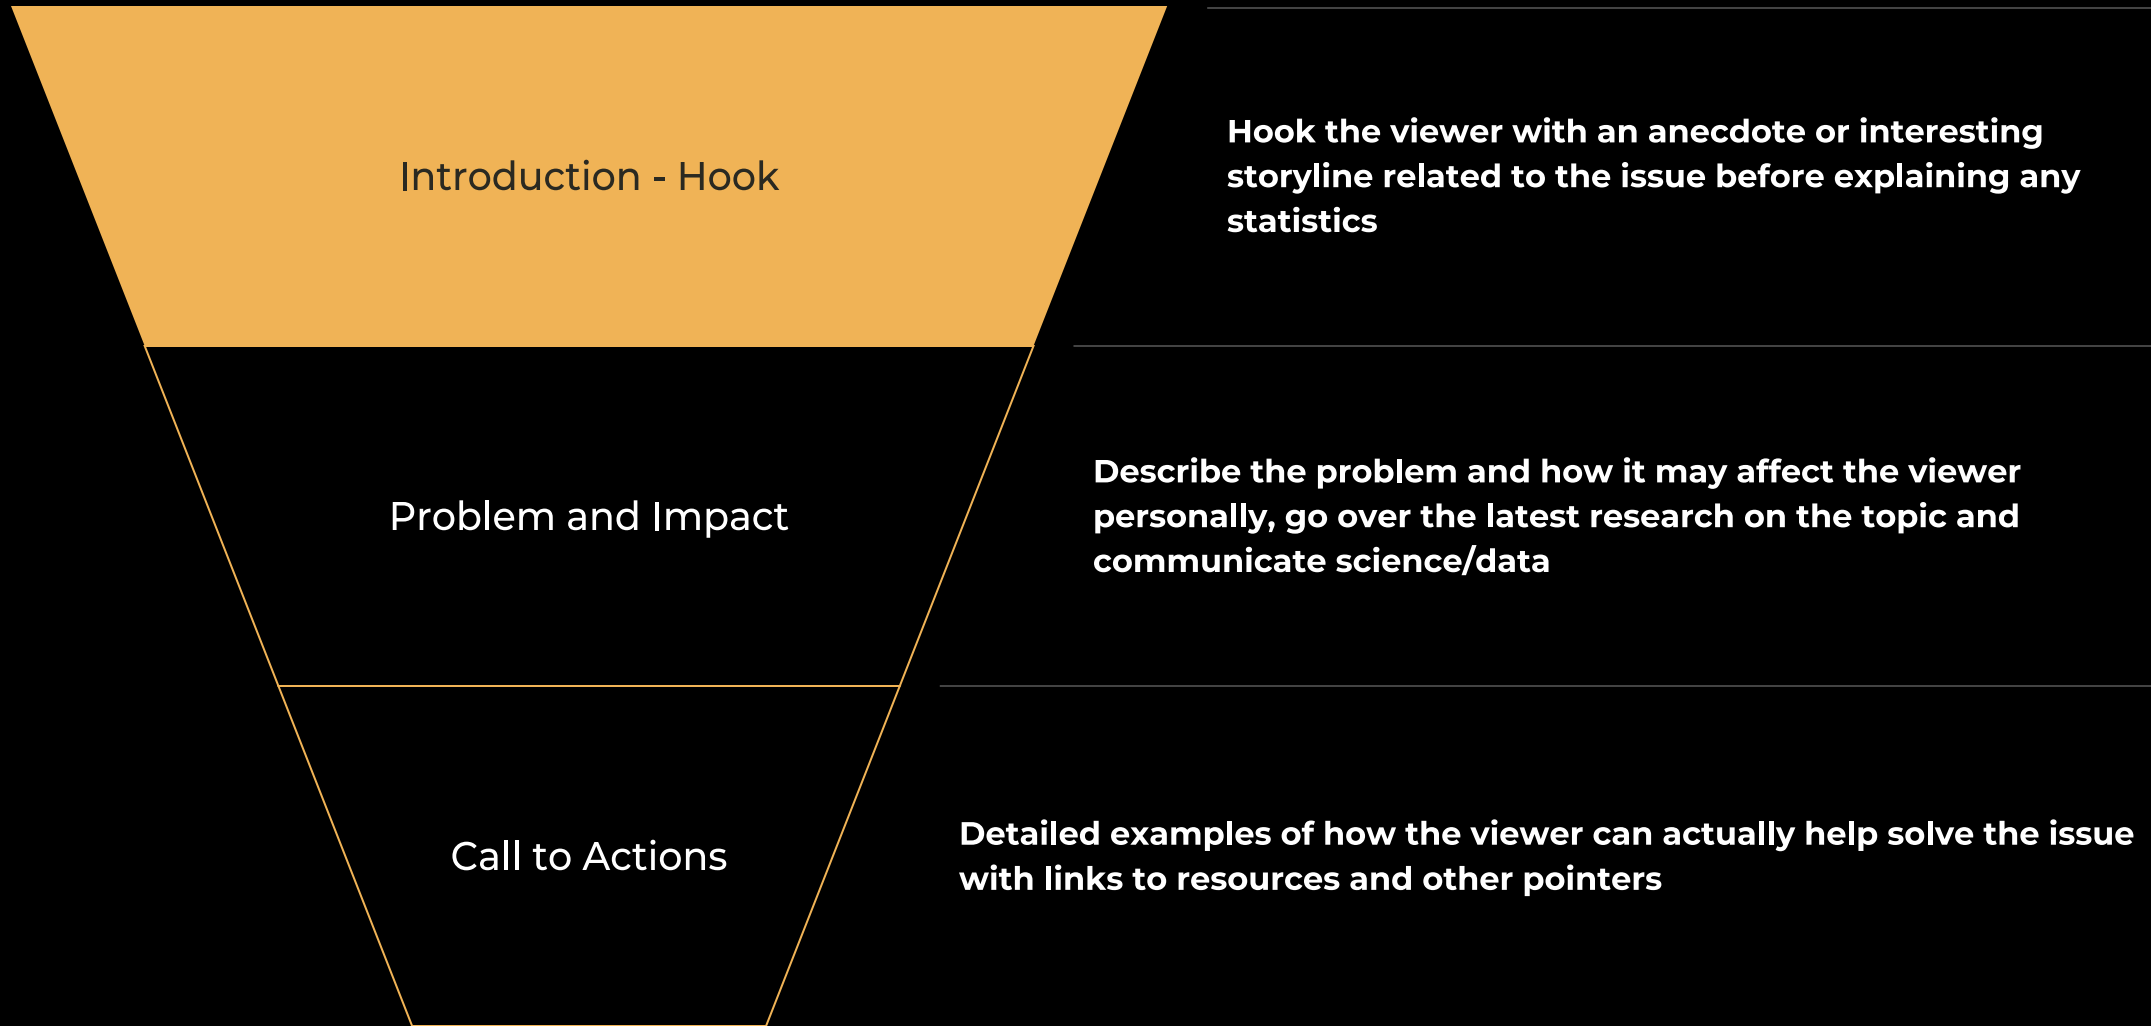 Introduction - Hook
Hook the viewer with an anecdote or interesting
storyline related to the issue before explaining any
statistics
Problem and Impact
Describe the problem and how it may affect the viewer
personally, go over the latest research on the topic and
communicate science/data
Call to Actions
Detailed examples of how the viewer can actually help solve the issue
with links to resources and other pointers